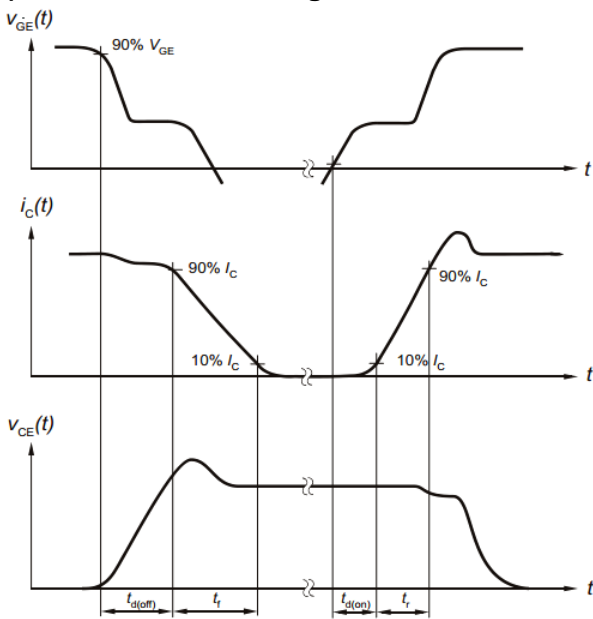 v_GE(t)
90% V_GE
t
i_C(t)
90% I_C
90% I_C
10% I_C
10% I_C
t
v_CE(t)
t
t_d(off)
t_f
t_d(on)
t_r